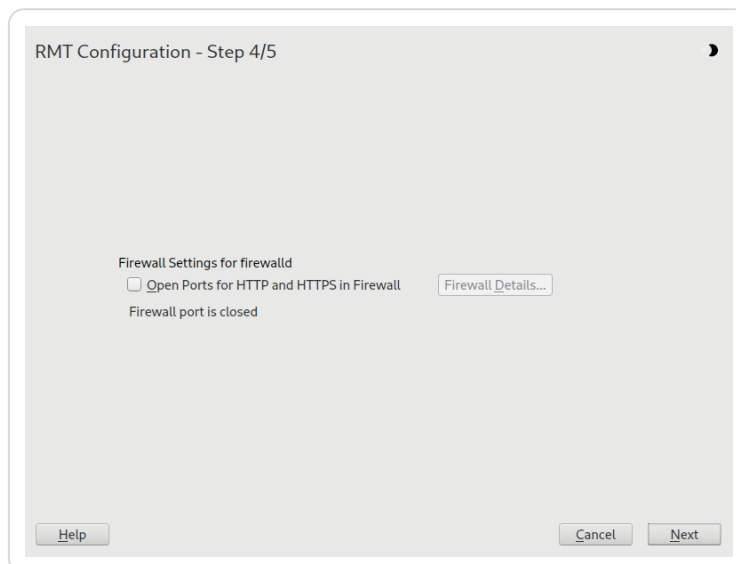 RMT Configuration - Step 4/5
Firewall Settings for firewalld
Open Ports for HTTP and HTTPS in Firewall
Firewall Details...
Firewall port is closed
Help
Cancel
Next